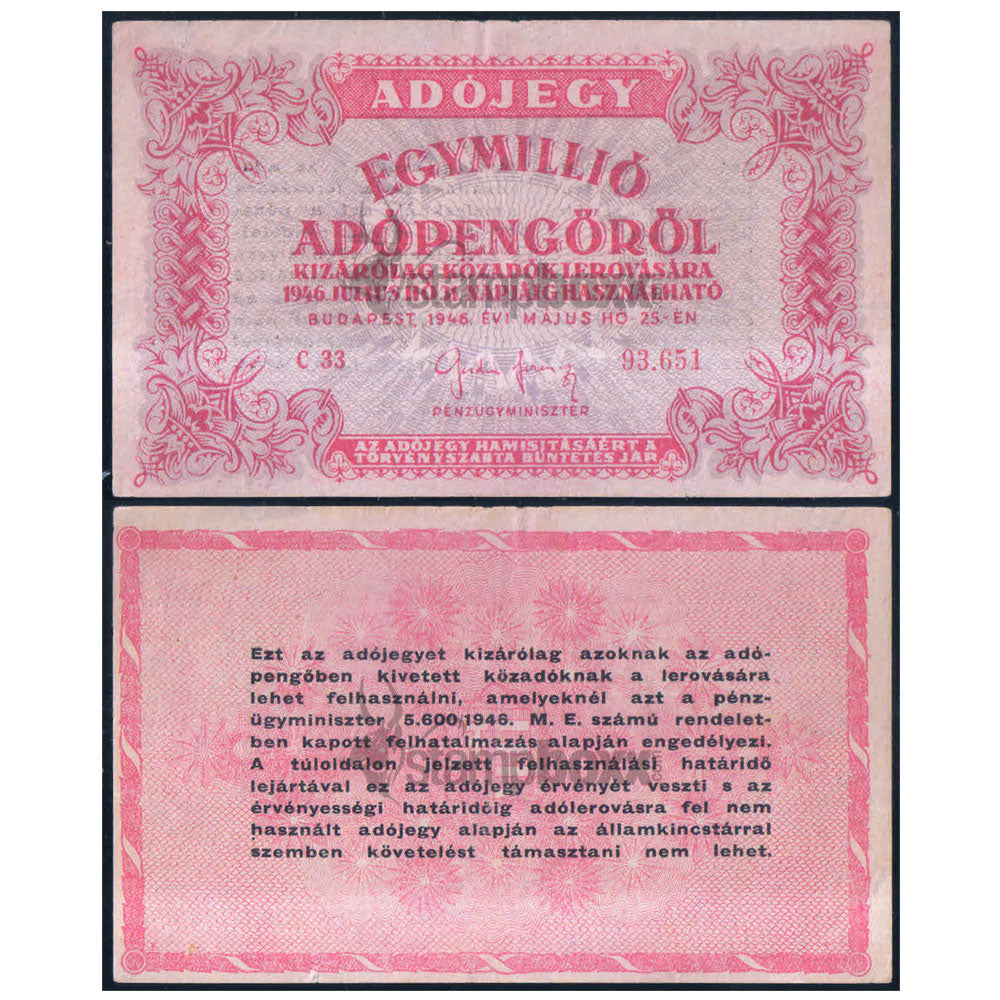 ADÓJEGY
EGYMILLIÓ
ADÓPENGŐRŐL
KIZÁRÓLAG KÖZADÓK LEROVÁSÁRA
1946. JÚLIUS HÓ 31. NAPJÁIG HASZNÁLHATÓ
BUDAPEST, 1946. ÉVI MÁJUS HÓ 25.-ÉN
C 33 93.651
PÉNZÜGYMINISZTER
AZ ADÓJEGY HAMISITÁSÁÉRT A
TÖRVÉNYSZABTA BÜNTETÉS JÁR
Ezt az adójegyet kizárólag azoknak az adó-
pengőben kivetett közadóknak a lerovására
lehet felhasználni, amelyeknél azt a pénz-
ügyminiszter 5.600/1946. M. E. számú rendelet-
ben kapott felhatalmazás alapján engedélyezi.
A túloldalon jelzett felhasználási határidő
lejártával ez az adójegy érvényét veszti s az
érvényességi határidőig adólerovásra fel nem
használt adójegy alapján az államkincstárral
szemben követelést támasztani nem lehet.